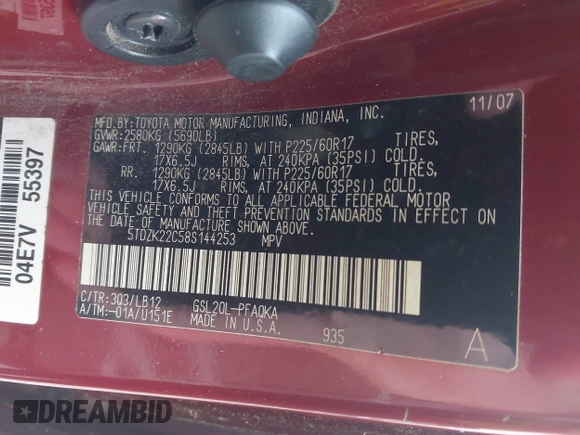 MFD.BY:TOYOTA MOTOR MANUFACTURING, INDIANA, INC. 11/07
GVWR:2580KG (5690LB)
GAWR:FRT. 1290KG (2845LB) WITH P225/60R17 TIRES,
17X6.5J RIMS, AT 240KPA (35PSI) COLD.
RR. 1290KG (2845LB) WITH P225/60R17 TIRES,
17X6.5J RIMS, AT 240KPA (35PSI) COLD.
THIS VEHICLE CONFORMS TO ALL APPLICABLE FEDERAL MOTOR
VEHICLE SAFETY AND THEFT PREVENTION STANDARDS IN EFFECT ON
THE DATE OF MANUFACTURE SHOWN ABOVE.
5TDZK22C58S144253 MPV
C/TR:3Q3/LB12 GSL20L-PFAQKA
A/TM:-01A/U151E MADE IN U.S.A. 935 A
04E7V 55397
DREAMBID